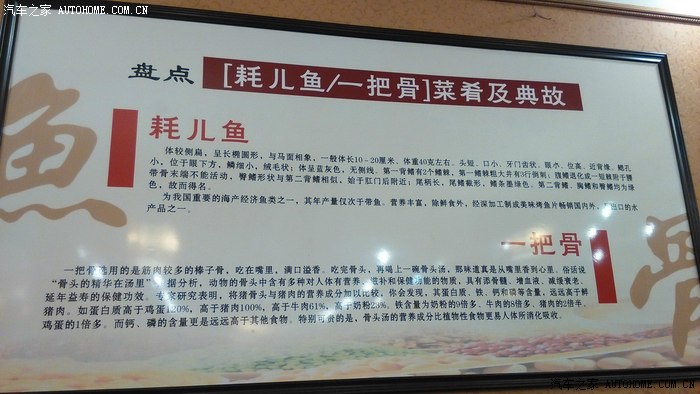 汽车之家 AUTOHOME.COM.CN
盘点 [耗儿鱼/一把骨]菜肴及典故
耗儿鱼
体较侧扁，呈长椭圆形，与马面相象，一般体长10-20厘米、体重40克左右。头短、口小、牙门齿状。眼小、位高、近背缘。鳃孔
小，位于眼下方，鳞细小，绒毛状；体呈蓝灰色，无侧线。第一背鳍有2个鳍棘，第一鳍棘粗大并有3行倒刺；腹鳍退化成一短棘附于腰
带骨末端不能活动，臀鳍形状与第二背鳍相似，始于肛门后附近；尾柄长，尾鳍截形，鳍条墨绿色。第二背鳍、胸鳍和臀鳍均为绿
色，故而得名。
为我国重要的海产经济鱼类之一，其年产量仅次于带鱼。营养丰富，除鲜食外，经深加工制成美味烤鱼片畅销国内外，出口的水
产品之一。
一把骨
一把骨选用的是筋肉较多的棒子骨，吃在嘴里，满口溢香。吃完骨头，再喝上一碗骨头汤，那味道真是从嘴里香到心里。俗话说
“骨头的精华在汤里”据分析，动物的骨头中含有多种对人体有营养、滋补和保健功能的物质，具有添骨髓、增血液、减缓衰老、
延年益寿的保健功效。专家研究表明，将猪骨头与猪肉的营养成分加以比较，你会发现，其蛋白质、铁、钙和磷等含量，远远高于鲜
猪肉。如蛋白质高于鸡蛋120%，高于猪肉100%，高于牛肉61%，高于奶粉23%。铁含量为奶粉的9倍多、牛肉的8倍多、猪肉的2倍半、
鸡蛋的1倍多。而钙、磷的含量更是远远高于其他食物。特别可贵的是，骨头汤的营养成分比植物性食物更易人体所消化吸收。
魚
骨
汽车之家 AUTOHOME.COM.CN